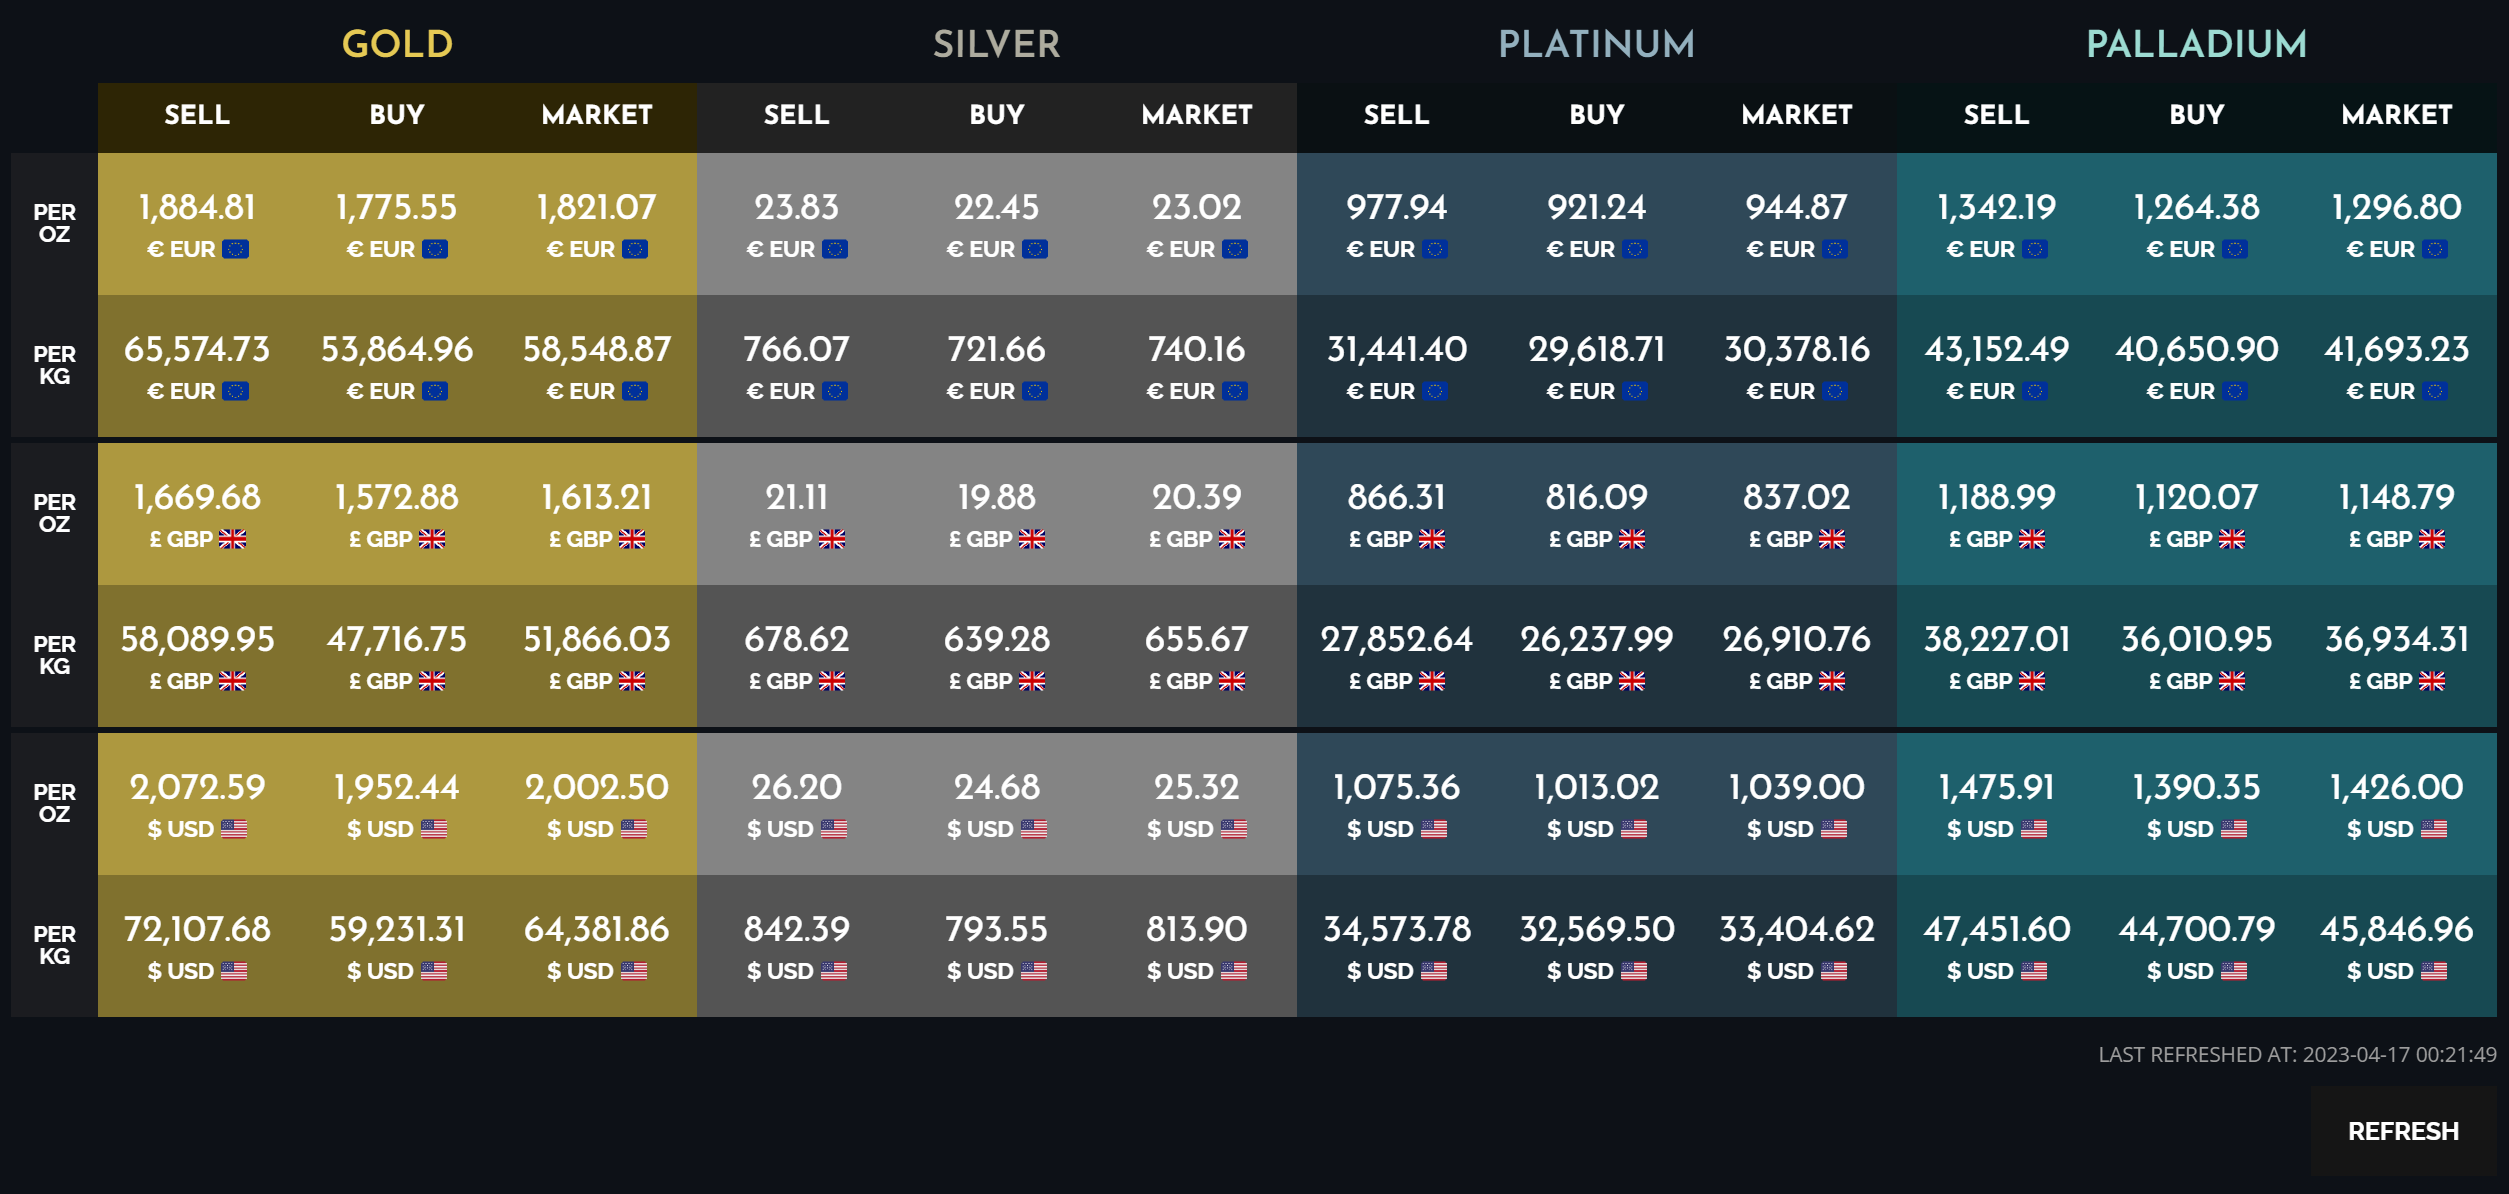 GOLD SILVER PLATINUM PALLADIUM
SELL BUY MARKET SELL BUY MARKET SELL BUY MARKET SELL BUY MARKET
PER OZ 1,884.81 1,775.55 1,821.07 23.83 22.45 23.02 977.94 921.24 944.87 1,342.19 1,264.38 1,296.80
€ EUR € EUR € EUR € EUR € EUR € EUR € EUR € EUR € EUR € EUR € EUR € EUR
PER KG 65,574.73 53,864.96 58,548.87 766.07 721.66 740.16 31,441.40 29,618.71 30,378.16 43,152.49 40,650.90 41,693.23
€ EUR € EUR € EUR € EUR € EUR € EUR € EUR € EUR € EUR € EUR € EUR € EUR
PER OZ 1,669.68 1,572.88 1,613.21 21.11 19.88 20.39 866.31 816.09 837.02 1,188.99 1,120.07 1,148.79
£ GBP £ GBP £ GBP £ GBP £ GBP £ GBP £ GBP £ GBP £ GBP £ GBP £ GBP £ GBP
PER KG 58,089.95 47,716.75 51,866.03 678.62 639.28 655.67 27,852.64 26,237.99 26,910.76 38,227.01 36,010.95 36,934.31
£ GBP £ GBP £ GBP £ GBP £ GBP £ GBP £ GBP £ GBP £ GBP £ GBP £ GBP £ GBP
PER OZ 2,072.59 1,952.44 2,002.50 26.20 24.68 25.32 1,075.36 1,013.02 1,039.00 1,475.91 1,390.35 1,426.00
$ USD $ USD $ USD $ USD $ USD $ USD $ USD $ USD $ USD $ USD $ USD $ USD
PER KG 72,107.68 59,231.31 64,381.86 842.39 793.55 813.90 34,573.78 32,569.50 33,404.62 47,451.60 44,700.79 45,846.96
$ USD $ USD $ USD $ USD $ USD $ USD $ USD $ USD $ USD $ USD $ USD $ USD
LAST REFRESHED AT: 2023-04-17 00:21:49
REFRESH